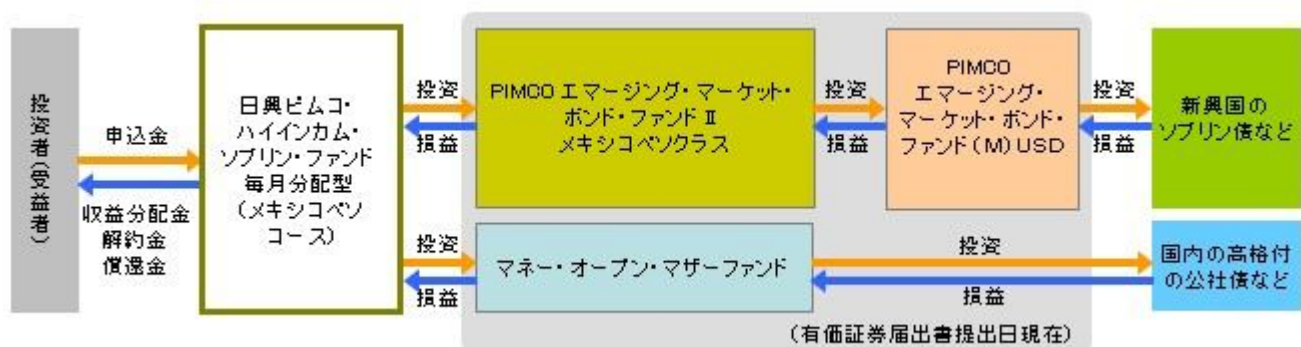 投資者(受益者)
申込金
収益分配金
解約金
償還金
日興ピムコ・
ハイインカム・
ソブリン・ファンド
毎月分配型
(メキシコペソ
コース)
投資
損益
PIMCO エマージング・マーケット・
ボンド・ファンド Ⅱ
メキシコペソクラス
投資
損益
PIMCO
エマージング・
マーケット・ボンド・
ファンド(M)USD
投資
損益
新興国の
ソブリン債など
投資
損益
マネー・オープン・マザーファンド
投資
損益
国内の高格付
の公社債など
(有価証券届出書提出日現在)